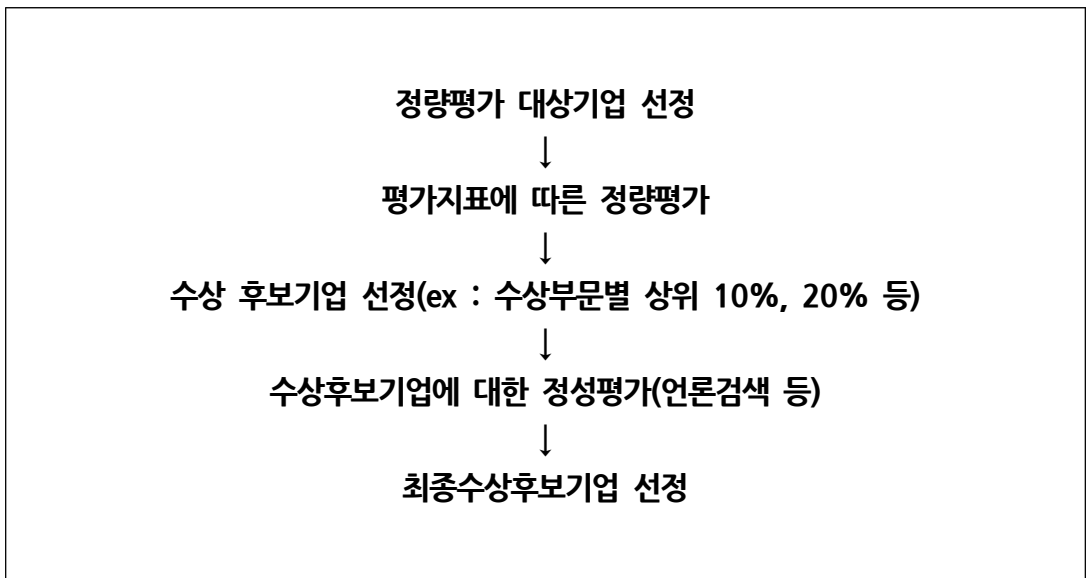 정량평가 대상기업 선정
↓
평가지표에 따른 정량평가
↓
수상 후보기업 선정(ex : 수상부문별 상위 10%, 20% 등)
↓
수상후보기업에 대한 정성평가(언론검색 등)
↓
최종수상후보기업 선정